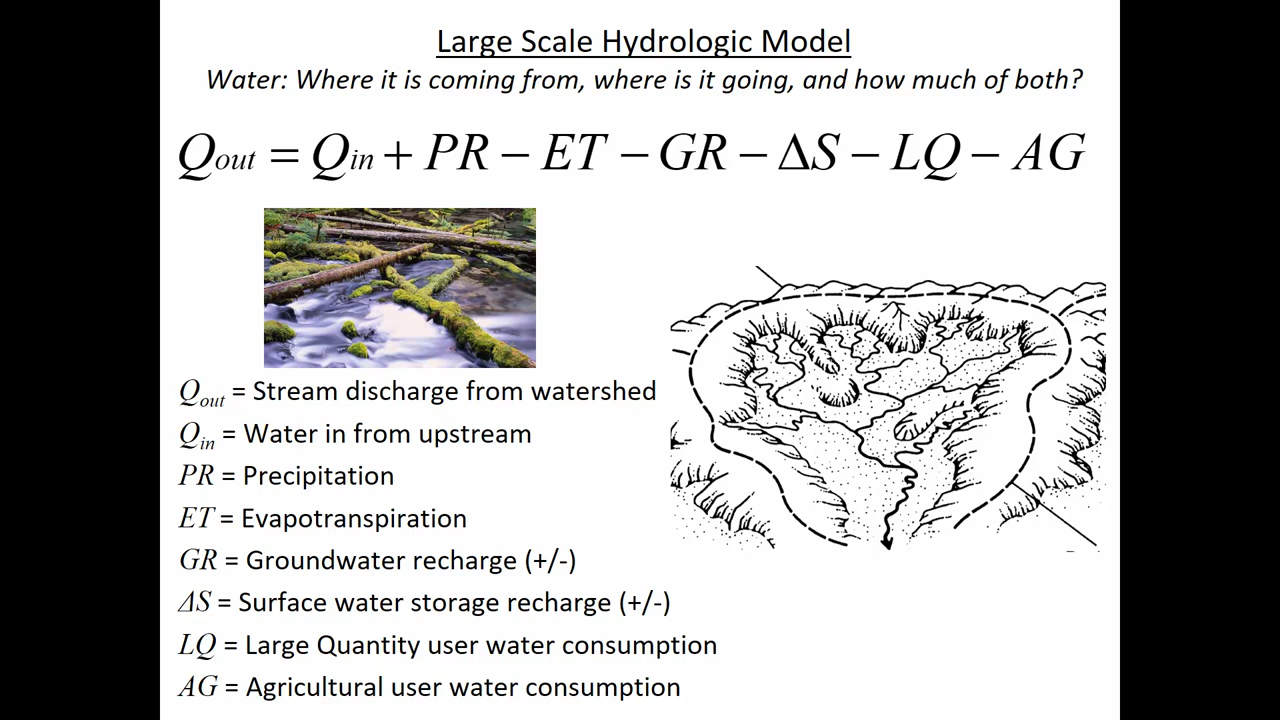 Large Scale Hydrologic Model
Water: Where it is coming from, where is it going, and how much of both?
Qout = Qin + PR − ET − GR − ΔS − LQ − AG
Qout = Stream discharge from watershed
Qin = Water in from upstream
PR = Precipitation
ET = Evapotranspiration
GR = Groundwater recharge (+/-)
ΔS = Surface water storage recharge (+/-)
LQ = Large Quantity user water consumption
AG = Agricultural user water consumption